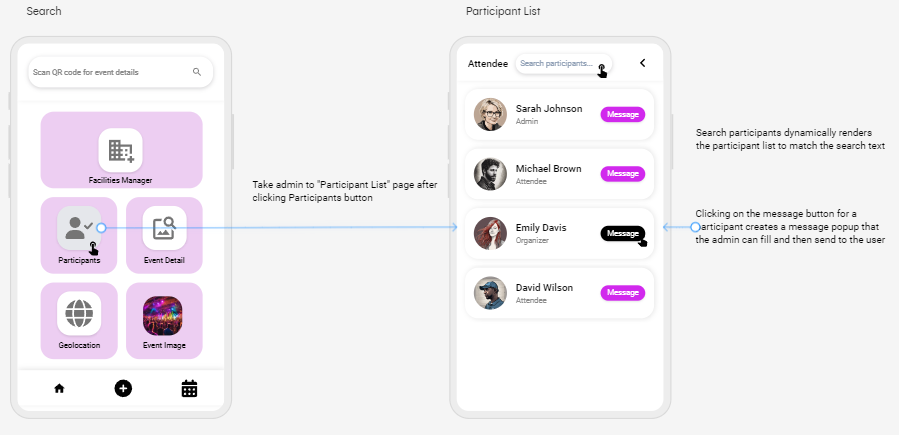 Search
Scan QR code for event details
Facilities Manager
Participants
Event Detail
Geolocation
Event Image
Take admin to "Participant List" page after
clicking Participants button
Participant List
Attendee
Search participants...
Sarah Johnson
Admin
Message
Michael Brown
Attendee
Message
Emily Davis
Organizer
Message
David Wilson
Attendee
Message
Search participants dynamically renders
the participant list to match the search text
Clicking on the message button for a
participant creates a message popup that
the admin can fill and then send to the user